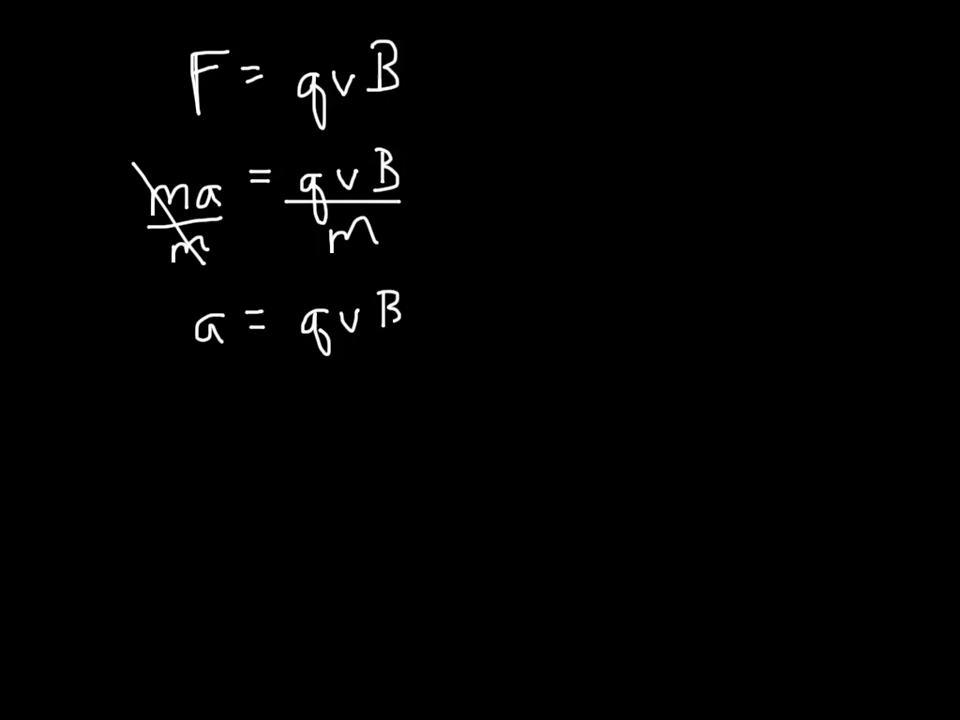 F = qvB
ma/m = qvB/m
a = qvB